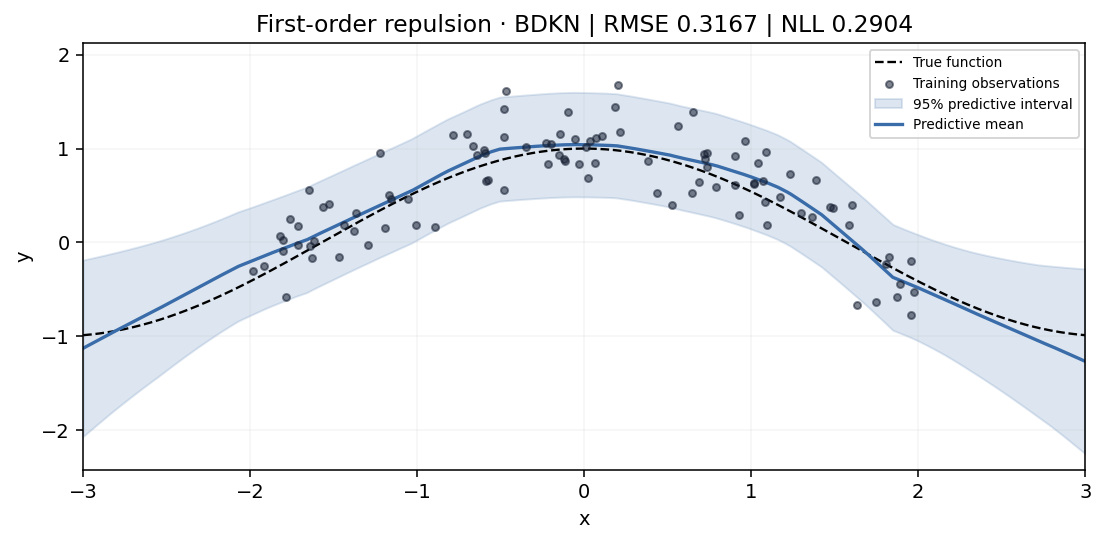 First-order repulsion · BDKN | RMSE 0.3167 | NLL 0.2904
True function
Training observations
95% predictive interval
Predictive mean
2
1
0
−1
−2
y
−3
−2
−1
0
1
2
3
x